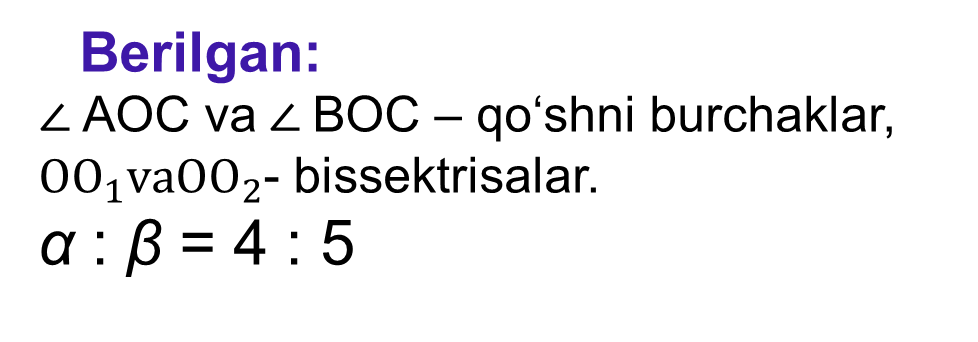 Berilgan:
∠ AOC va ∠ BOC – qo‘shni burchaklar,
OO₁vaOO₂- bissektrisalar.
α : β = 4 : 5